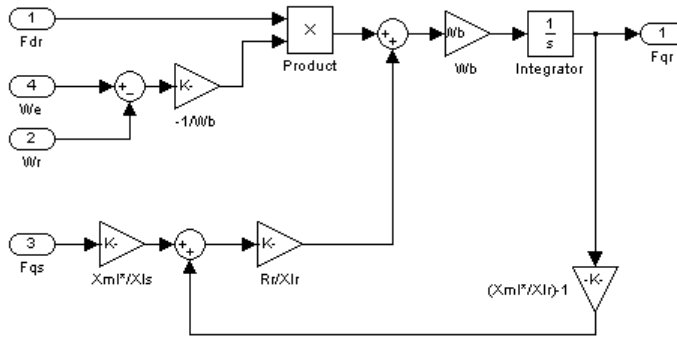 1
Fdr
4
We
2
Wr
+
−
K-
-1/Wb
×
Product
+
+
Wb
Wb
1
s
Integrator
1
Fqr
3
Fqs
K-
Xml*/Xls
+
+
K-
Rr/Xlr
-K-
(Xml*/Xlr)-1